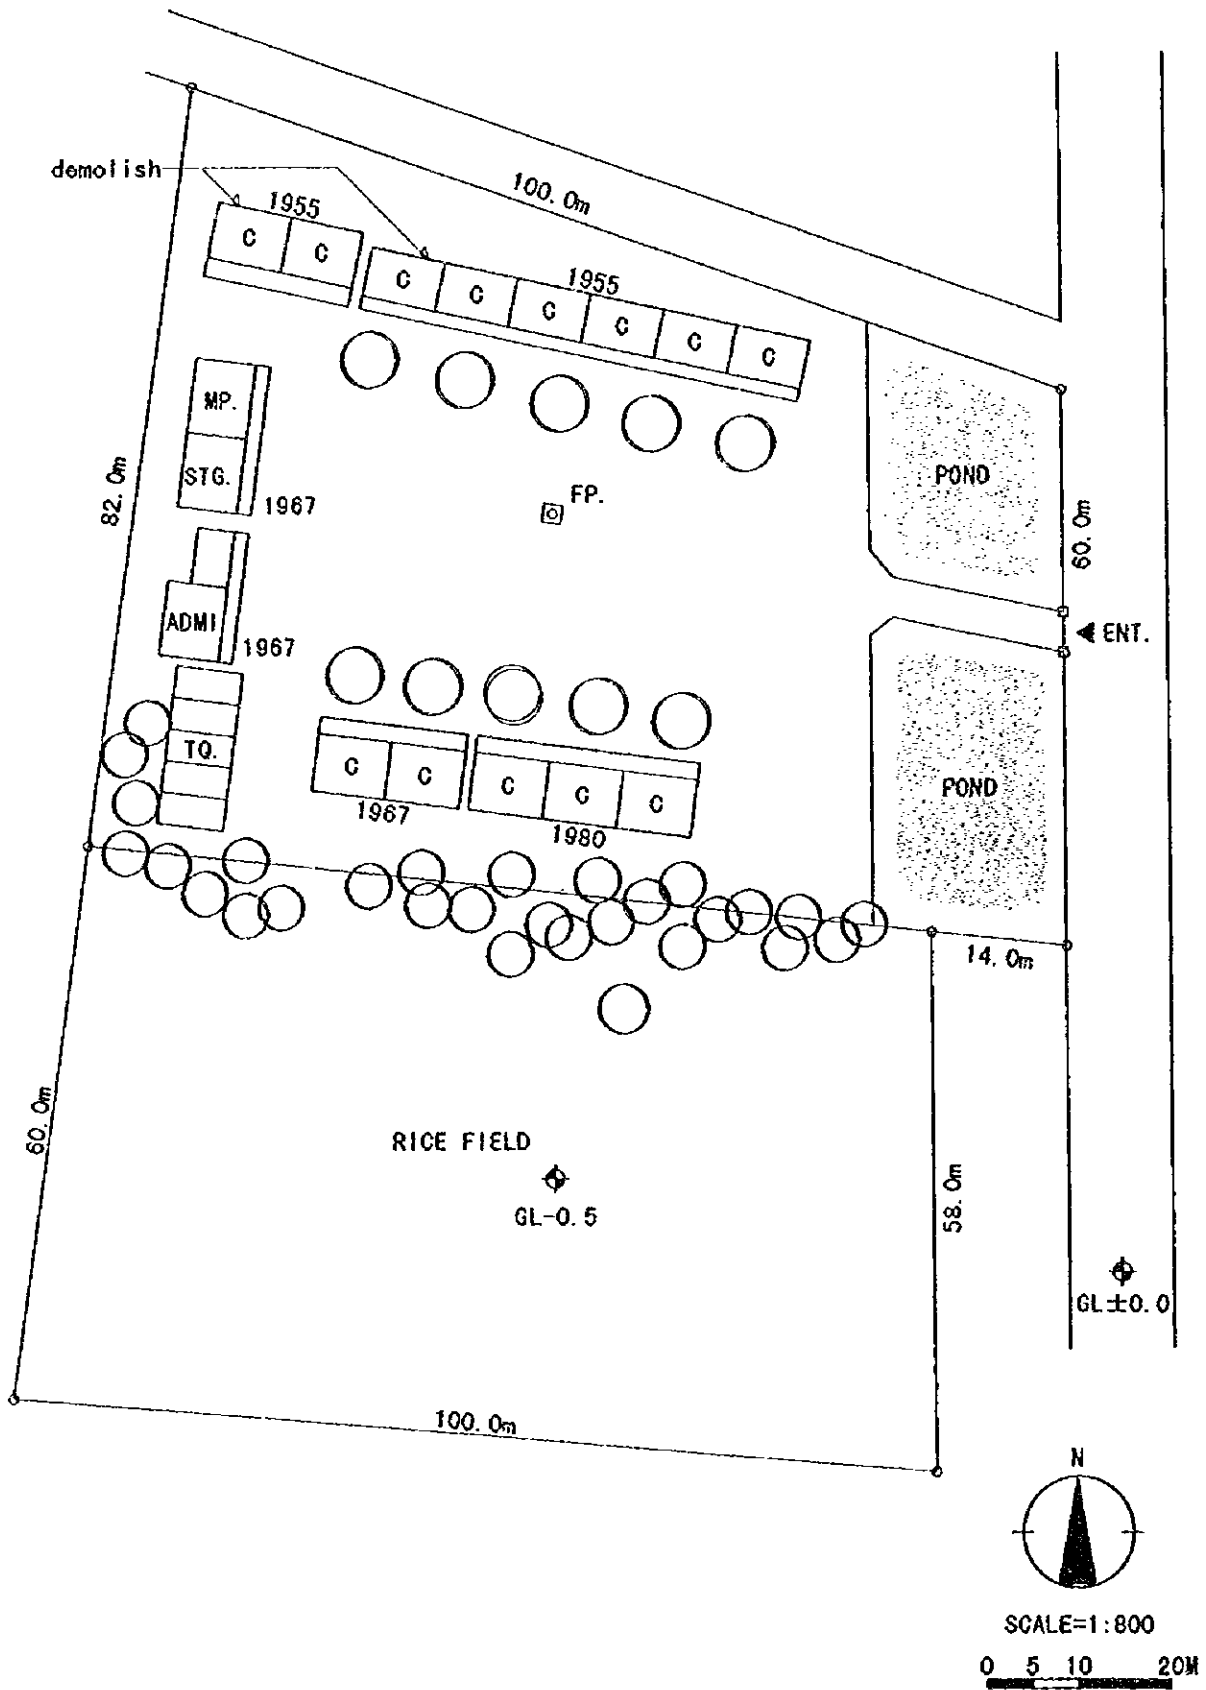 100.0m
demolish
1955
C
C
1955
C
C
C
C
C
C
MP.
STG.
1967
82.0m
FP.
POND
60.0m
ADMI
1967
ENT.
TQ.
C
C
1967
C
C
C
1980
POND
14.0m
60.0m
RICE FIELD
GL-0.5
58.0m
GL±0.0
100.0m
N
SCALE=1:800
0 5 10 20M